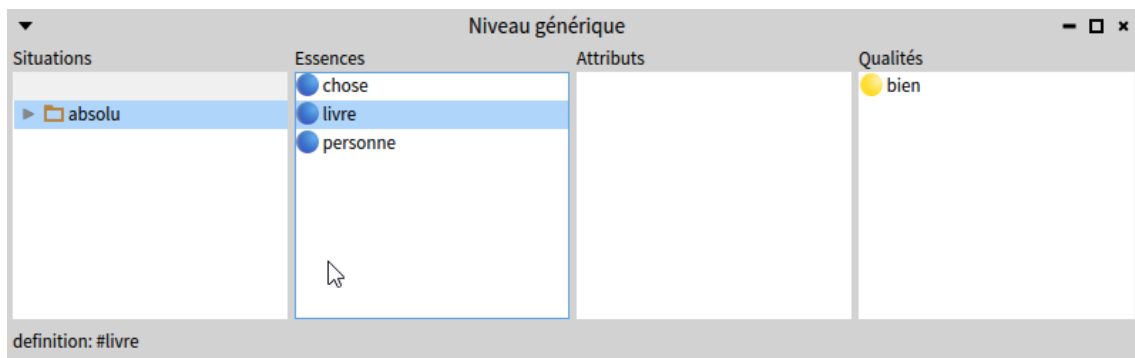 Niveau générique
Situations Essences Attributs Qualités
chose bien
absolu livre
personne
definition: #livre